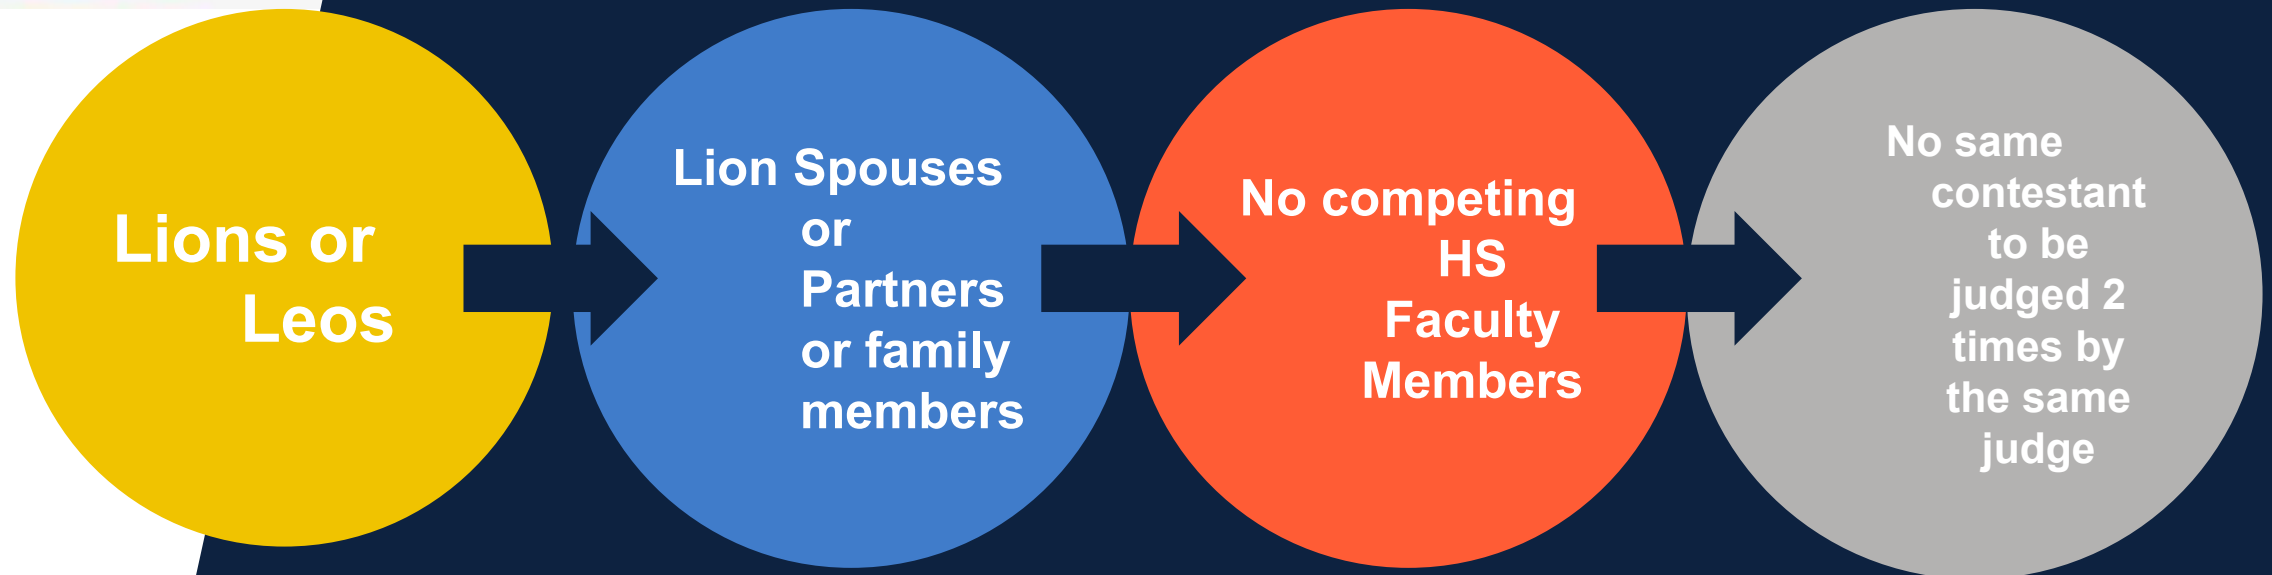 Lions or
Leos
Lion Spouses
or
Partners
or family
members
No competing
HS
Faculty
Members
No same
contestant
to be
judged 2
times by
the same
judge